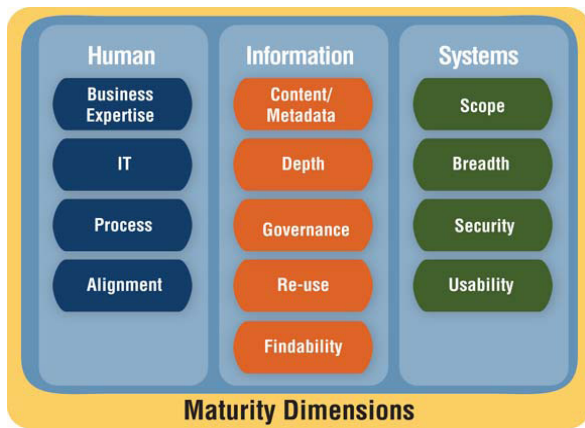 Human
Business
Expertise
IT
Process
Alignment
Information
Content/
Metadata
Depth
Governance
Re-use
Findability
Systems
Scope
Breadth
Security
Usability
Maturity Dimensions